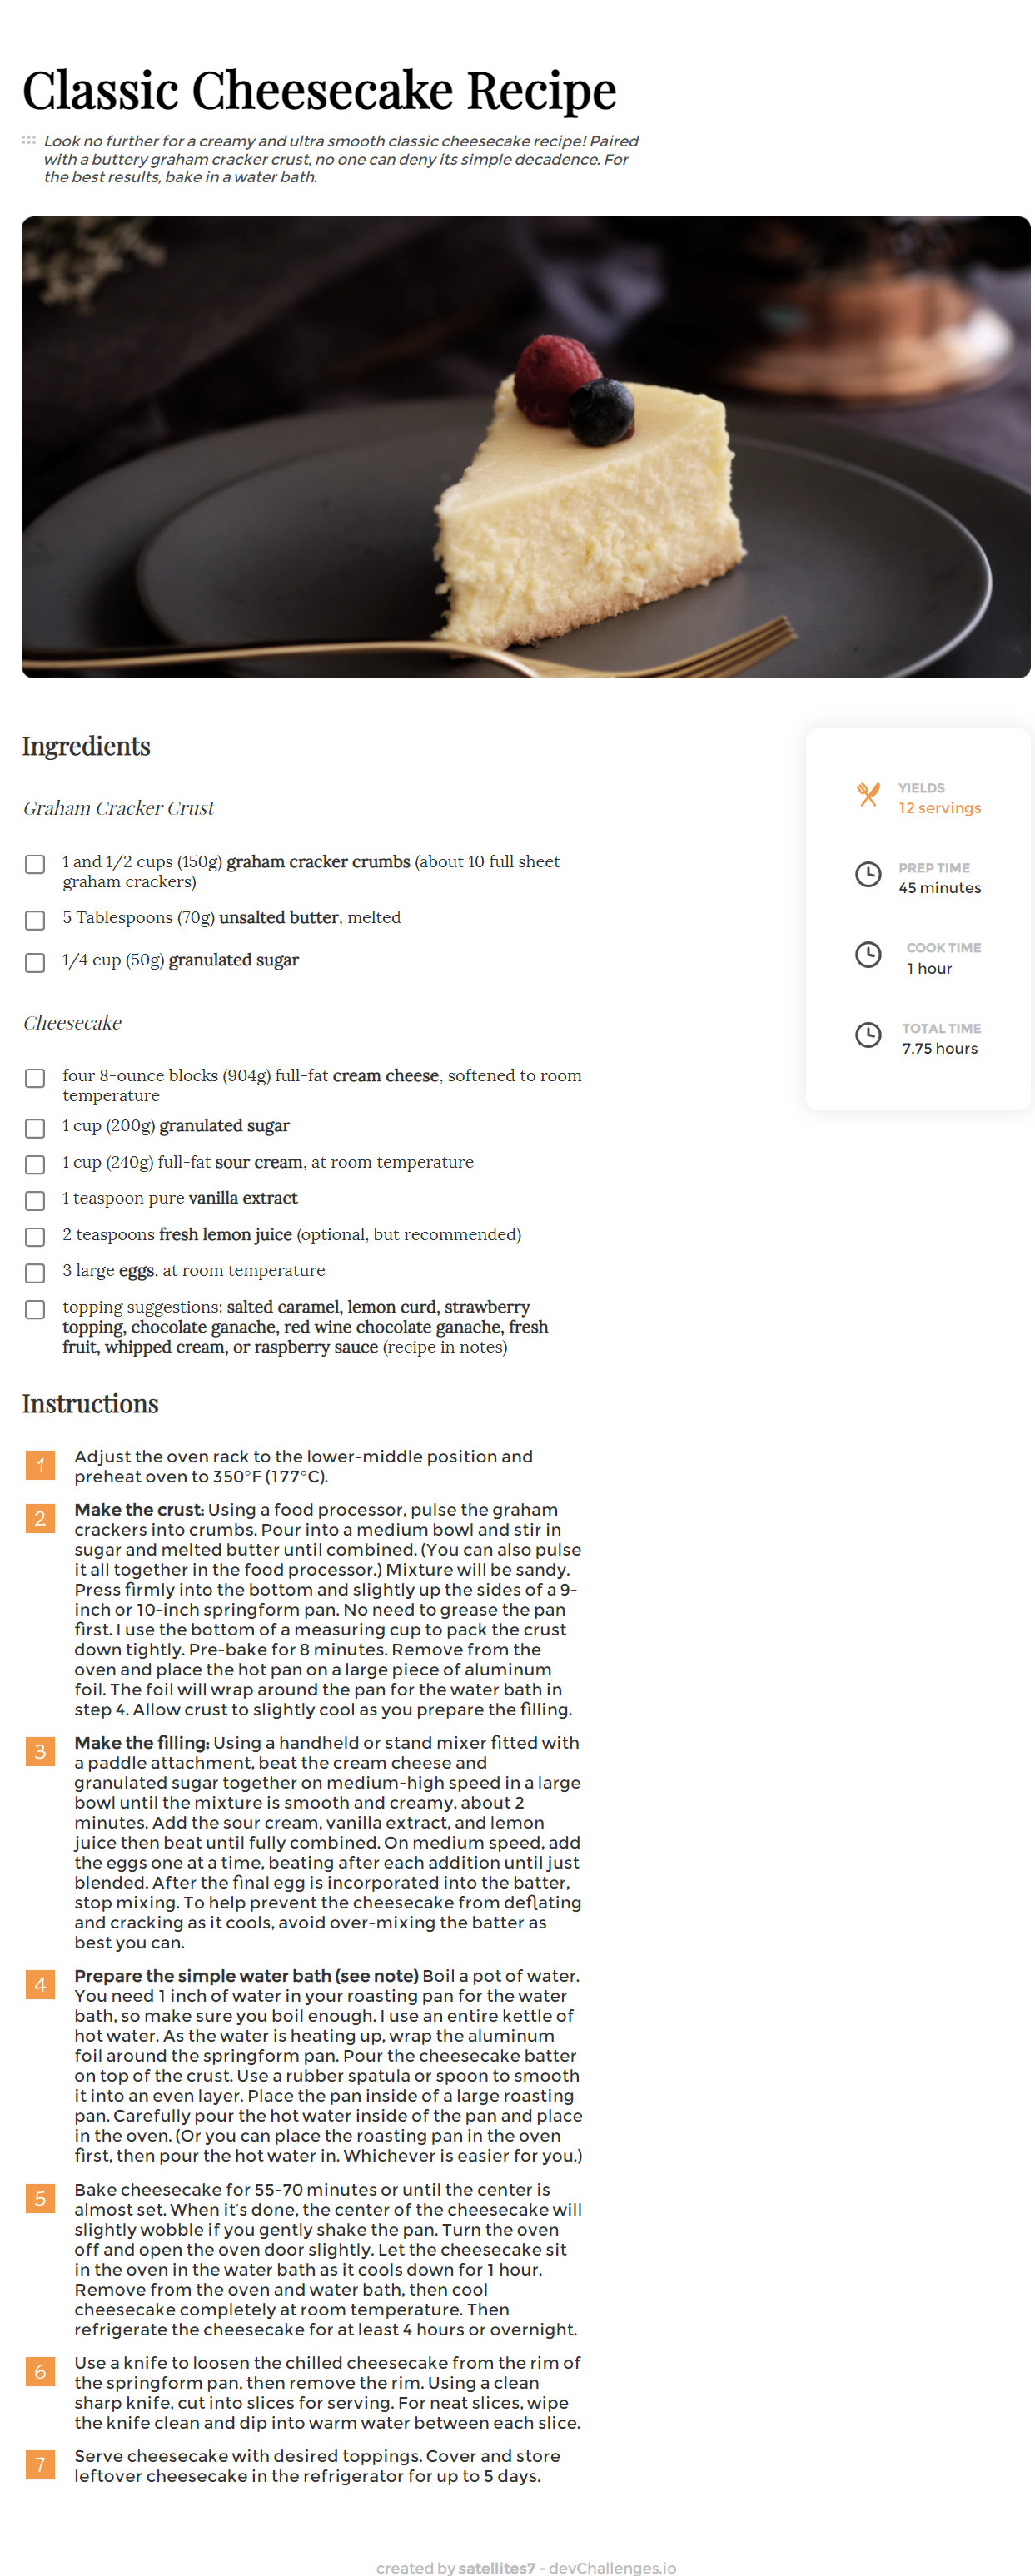 Classic Cheesecake Recipe
Look no further for a creamy and ultra smooth classic cheesecake recipe! Paired
with a buttery graham cracker crust, no one can deny its simple decadence. For
the best results, bake in a water bath.
Ingredients
Graham Cracker Crust
1 and 1/2 cups (150g) graham cracker crumbs (about 10 full sheet
graham crackers)
5 Tablespoons (70g) unsalted butter, melted
1/4 cup (50g) granulated sugar
Cheesecake
four 8-ounce blocks (904g) full-fat cream cheese, softened to room
temperature
1 cup (200g) granulated sugar
1 cup (240g) full-fat sour cream, at room temperature
1 teaspoon pure vanilla extract
2 teaspoons fresh lemon juice (optional, but recommended)
3 large eggs, at room temperature
topping suggestions: salted caramel, lemon curd, strawberry
topping, chocolate ganache, red wine chocolate ganache, fresh
fruit, whipped cream, or raspberry sauce (recipe in notes)
YIELDS
12 servings
PREP TIME
45 minutes
COOK TIME
1 hour
TOTAL TIME
7,75 hours
Instructions
1 Adjust the oven rack to the lower-middle position and
preheat oven to 350°F (177°C).
2 Make the crust: Using a food processor, pulse the graham
crackers into crumbs. Pour into a medium bowl and stir in
sugar and melted butter until combined. (You can also pulse
it all together in the food processor.) Mixture will be sandy.
Press firmly into the bottom and slightly up the sides of a 9-
inch or 10-inch springform pan. No need to grease the pan
first. I use the bottom of a measuring cup to pack the crust
down tightly. Pre-bake for 8 minutes. Remove from the
oven and place the hot pan on a large piece of aluminum
foil. The foil will wrap around the pan for the water bath in
step 4. Allow crust to slightly cool as you prepare the filling.
3 Make the filling: Using a handheld or stand mixer fitted with
a paddle attachment, beat the cream cheese and
granulated sugar together on medium-high speed in a large
bowl until the mixture is smooth and creamy, about 2
minutes. Add the sour cream, vanilla extract, and lemon
juice then beat until fully combined. On medium speed, add
the eggs one at a time, beating after each addition until just
blended. After the final egg is incorporated into the batter,
stop mixing. To help prevent the cheesecake from deflating
and cracking as it cools, avoid over-mixing the batter as
best you can.
4 Prepare the simple water bath (see note) Boil a pot of water.
You need 1 inch of water in your roasting pan for the water
bath, so make sure you boil enough. I use an entire kettle of
hot water. As the water is heating up, wrap the aluminum
foil around the springform pan. Pour the cheesecake batter
on top of the crust. Use a rubber spatula or spoon to smooth
it into an even layer. Place the pan inside of a large roasting
pan. Carefully pour the hot water inside of the pan and place
in the oven. (Or you can place the roasting pan in the oven
first, then pour the hot water in. Whichever is easier for you.)
5 Bake cheesecake for 55-70 minutes or until the center is
almost set. When it's done, the center of the cheesecake will
slightly wobble if you gently shake the pan. Turn the oven
off and open the oven door slightly. Let the cheesecake sit
in the oven in the water bath as it cools down for 1 hour.
Remove from the oven and water bath, then cool
cheesecake completely at room temperature. Then
refrigerate the cheesecake for at least 4 hours or overnight.
6 Use a knife to loosen the chilled cheesecake from the rim of
the springform pan, then remove the rim. Using a clean
sharp knife, cut into slices for serving. For neat slices, wipe
the knife clean and dip into warm water between each slice.
7 Serve cheesecake with desired toppings. Cover and store
leftover cheesecake in the refrigerator for up to 5 days.
created by satellites7 - devChallenges.io